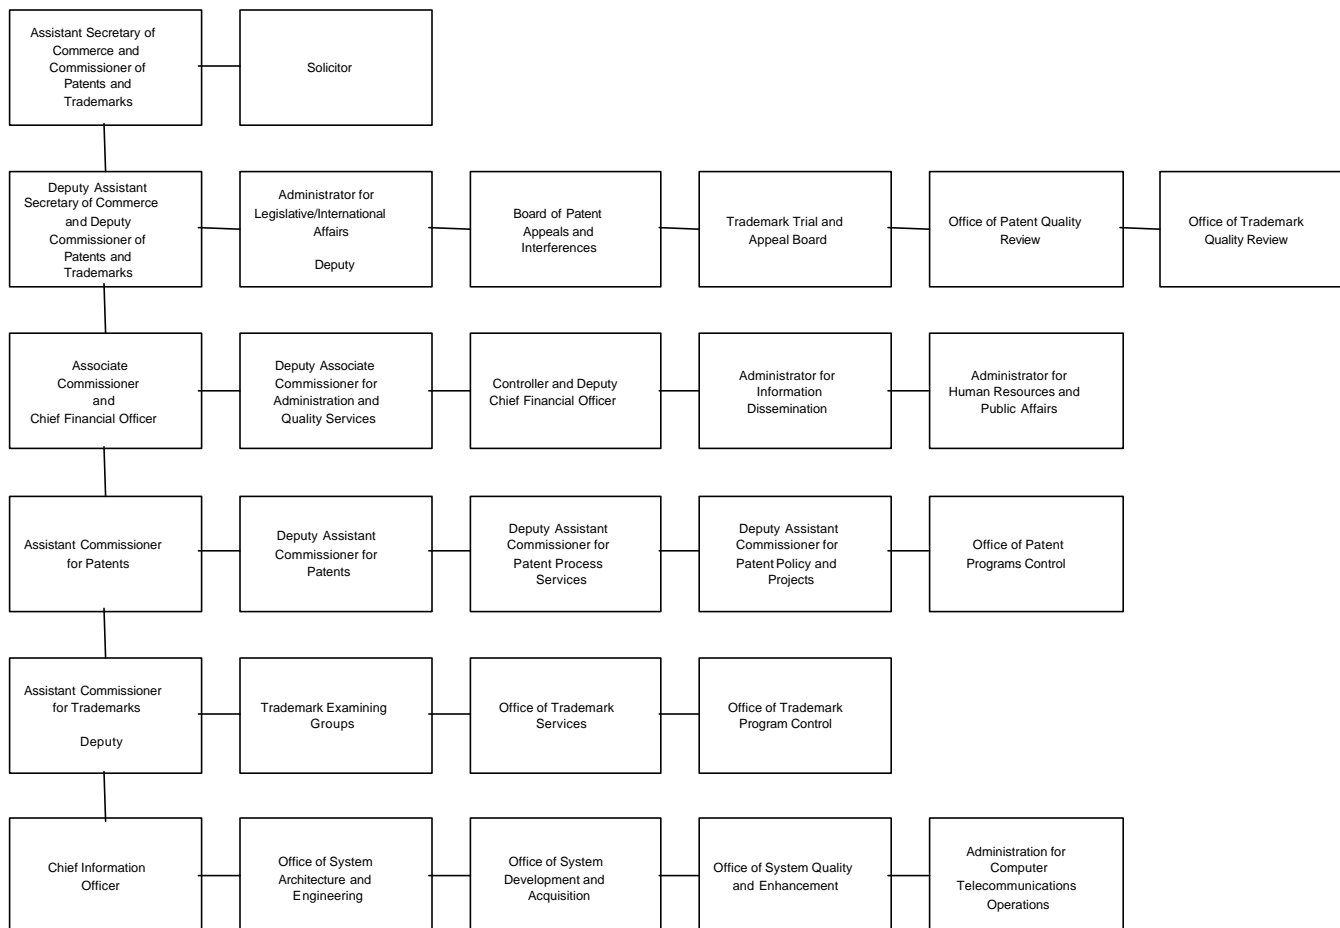 Assistant Secretary of
Commerce and
Commissioner of
Patents and
Trademarks
Solicitor
Deputy Assistant
Secretary of Commerce
and Deputy
Commissioner of
Patents and
Trademarks
Administrator for
Legislative/International
Affairs
Deputy
Board of Patent
Appeals and
Interferences
Trademark Trial and
Appeal Board
Office of Patent Quality
Review
Office of Trademark
Quality Review
Associate
Commissioner
and
Chief Financial Officer
Deputy Associate
Commissioner for
Administration and
Quality Services
Controller and Deputy
Chief Financial Officer
Administrator for
Information
Dissemination
Administrator for
Human Resources and
Public Affairs
Assistant Commissioner
for Patents
Deputy Assistant
Commissioner for
Patents
Deputy Assistant
Commissioner for
Patent Process
Services
Deputy Assistant
Commissioner for
Patent Policy and
Projects
Office of Patent
Programs Control
Assistant Commissioner
for Trademarks
Deputy
Trademark Examining
Groups
Office of Trademark
Services
Office of Trademark
Program Control
Chief Information
Officer
Office of System
Architecture and
Engineering
Office of System
Development and
Acquisition
Office of System Quality
and Enhancement
Administration for
Computer
Telecommunications
Operations